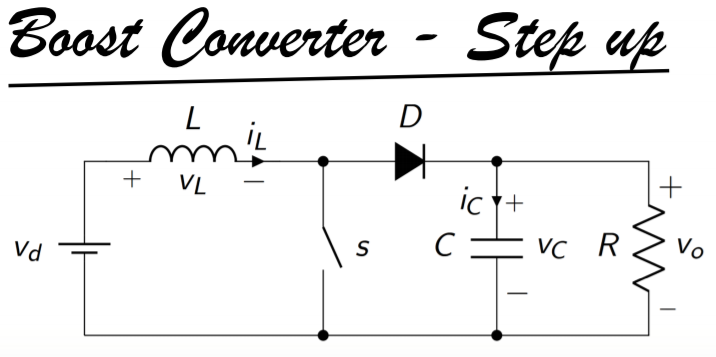 Boost Converter - Step up
L
iL
D
+ vL −
iC +
vd
s
C
vC
R
+
vo
−
−